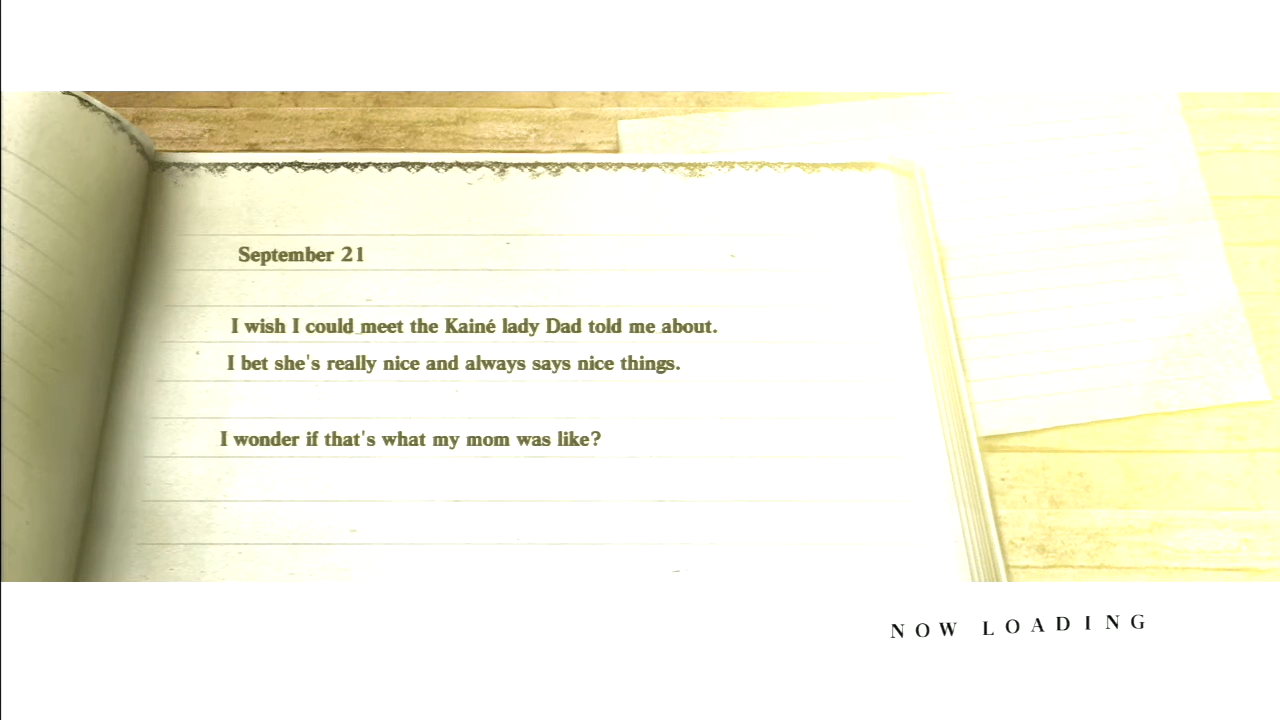 September 21
I wish I could meet the Kainé lady Dad told me about.
I bet she's really nice and always says nice things.
I wonder if that's what my mom was like?
NOW LOADING